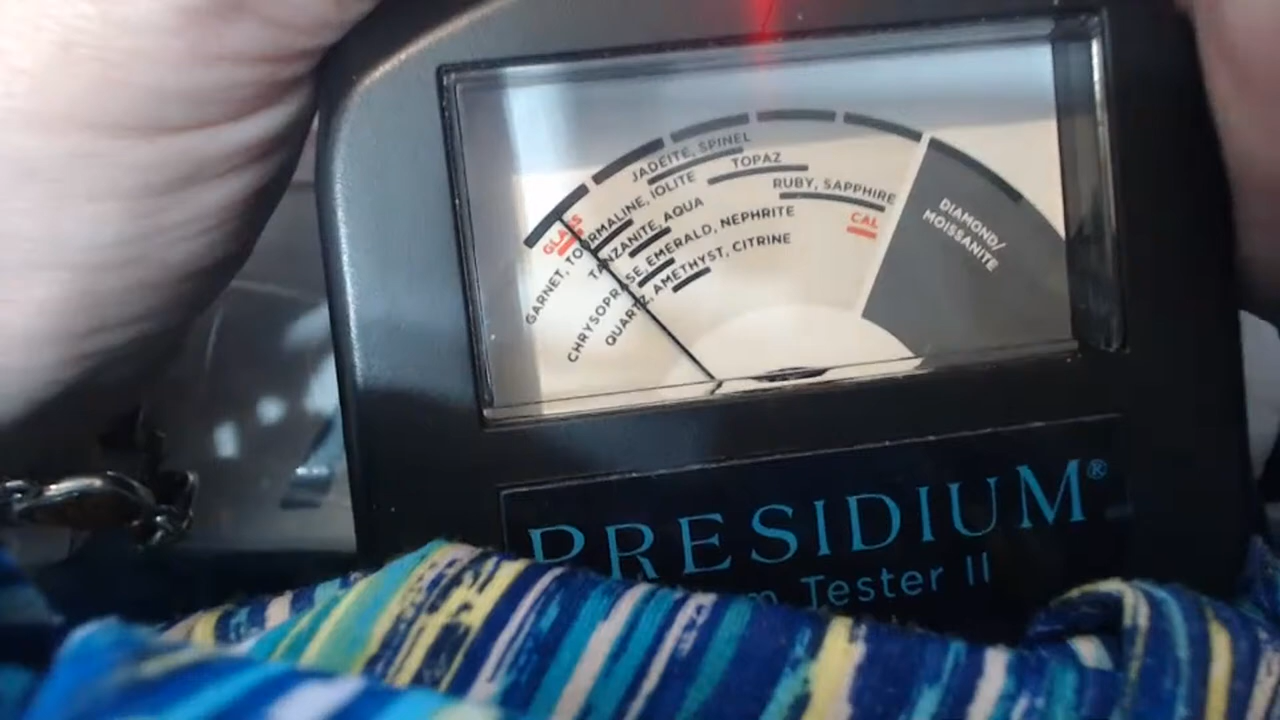 JADEITE, SPINEL
TOPAZ
RUBY, SAPPHIRE
CAL
DIAMOND/
MOISSANITE
GLASS
GARNET, TOURMALINE, IOLITE
TANZANITE, AQUA
CHRYSOPRASE, EMERALD, NEPHRITE
QUARTZ, AMETHYST, CITRINE
PRESIDIUM®
Tester II